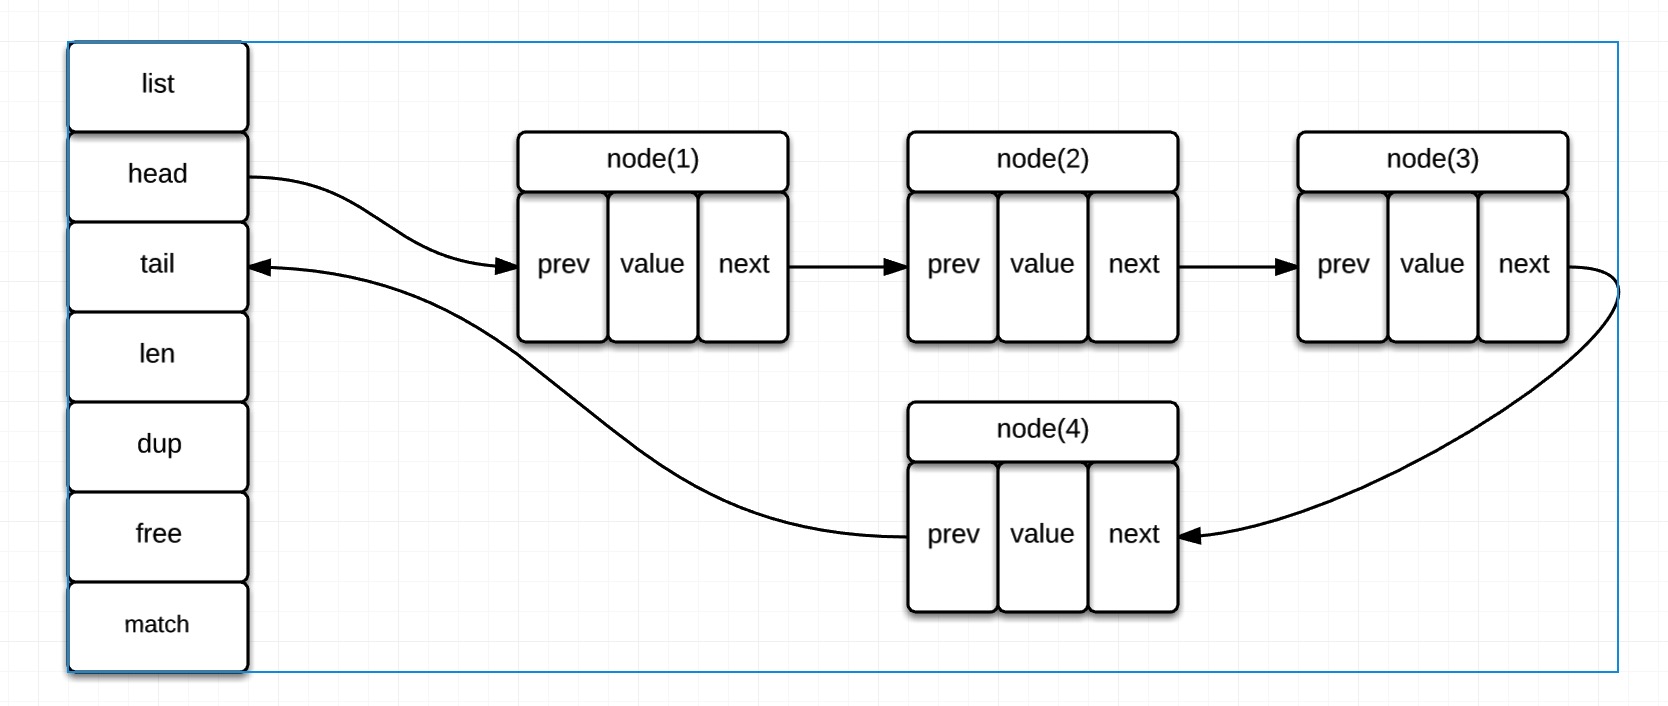 list
head
tail
len
dup
free
match
node(1)
prev value next
node(2)
prev value next
node(3)
prev value next
node(4)
prev value next